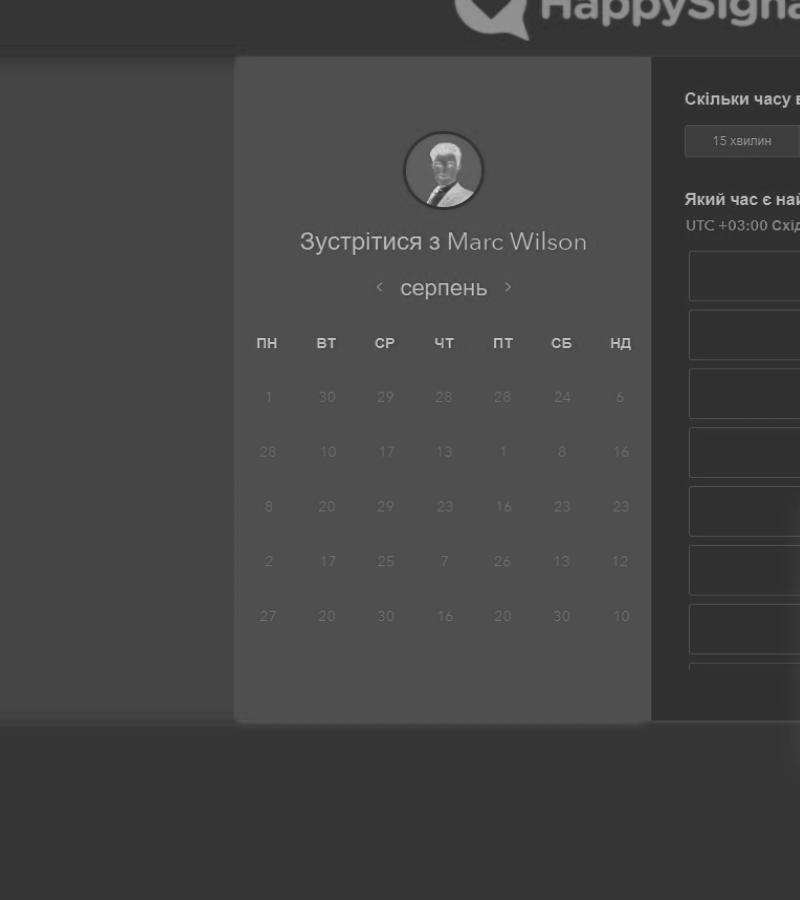 HappySigna
Зустрітися з Marc Wilson
‹ серпень ›
ПН ВТ СР ЧТ ПТ СБ НД
1 30 29 28 28 24 6
28 10 17 13 1 8 16
8 20 29 23 16 23 23
2 17 25 7 26 13 12
27 20 30 16 20 30 10
Скільки часу в
15 хвилин
Який час є най
UTC +03:00 Схід